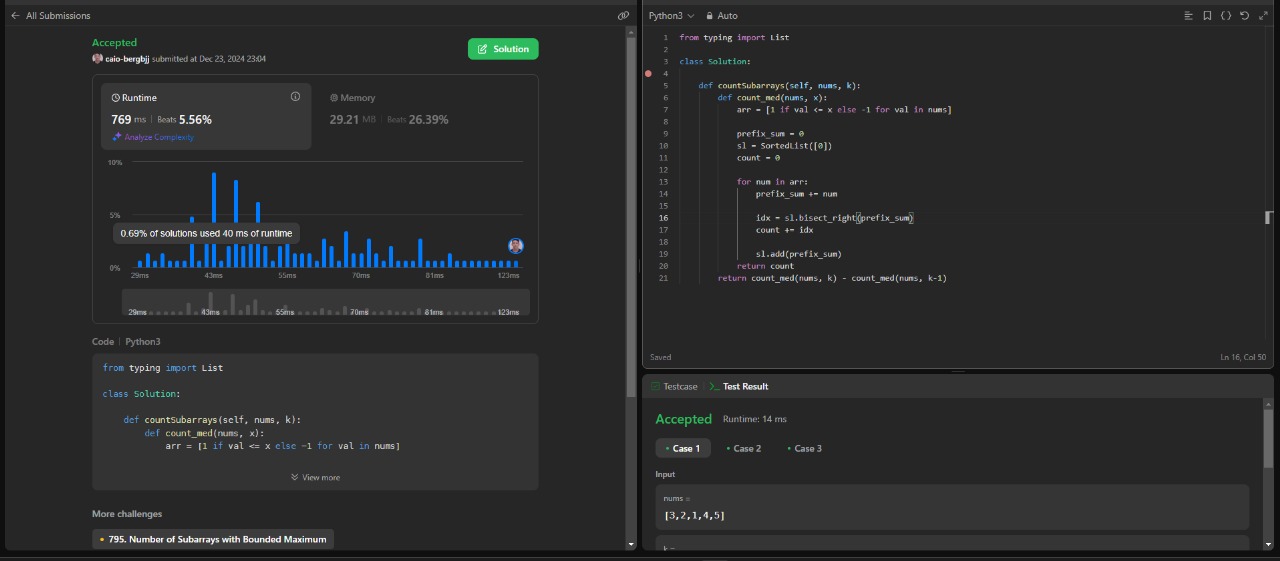 All Submissions
Accepted
caio-bergbjj submitted at Dec 23, 2024 23:04
Solution
Runtime
769 ms | Beats 5.56%
Analyze Complexity
Memory
29.21 MB | Beats 26.39%
10%
5%
0%
0.69% of solutions used 40 ms of runtime
29ms 43ms 55ms 70ms 81ms 123ms
29ms 43ms 55ms 70ms 81ms 123ms
Code | Python3
from typing import List
class Solution:
def countSubarrays(self, nums, k):
def count_med(nums, x):
arr = [1 if val <= x else -1 for val in nums]
View more
More challenges
795. Number of Subarrays with Bounded Maximum
Python3 Auto
1 from typing import List
2
3 class Solution:
4
5 def countSubarrays(self, nums, k):
6 def count_med(nums, x):
7 arr = [1 if val <= x else -1 for val in nums]
8
9 prefix_sum = 0
10 sl = SortedList([0])
11 count = 0
12
13 for num in arr:
14 prefix_sum += num
15
16 idx = sl.bisect_right(prefix_sum)
17 count += idx
18
19 sl.add(prefix_sum)
20 return count
21 return count_med(nums, k) - count_med(nums, k-1)
Saved
Ln 16, Col 50
Testcase
Test Result
Accepted Runtime: 14 ms
Case 1 Case 2 Case 3
Input
nums =
[3,2,1,4,5]
k =